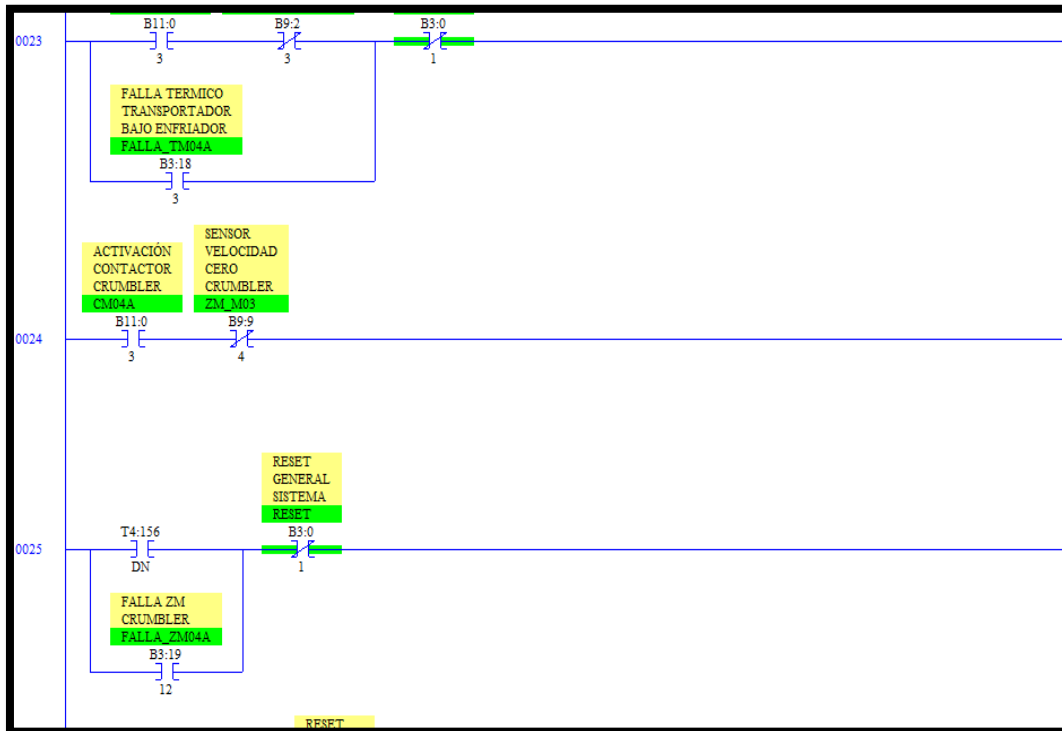 B11:0 B9:2 B3:0
0023
3 3 1
FALLA TERMICO
TRANSPORTADOR
BAJO ENFRIADOR
FALLA_TM04A
B3:18
3
ACTIVACIÓN
CONTACTOR
CRUMBLER
CM04A
SENSOR
VELOCIDAD
CERO
CRUMBLER
ZM_M03
B11:0 B9:9
0024
3 4
RESET
GENERAL
SISTEMA
RESET
T4:156 B3:0
0025
DN 1
FALLA ZM
CRUMBLER
FALLA_ZM04A
B3:19
12
RESET